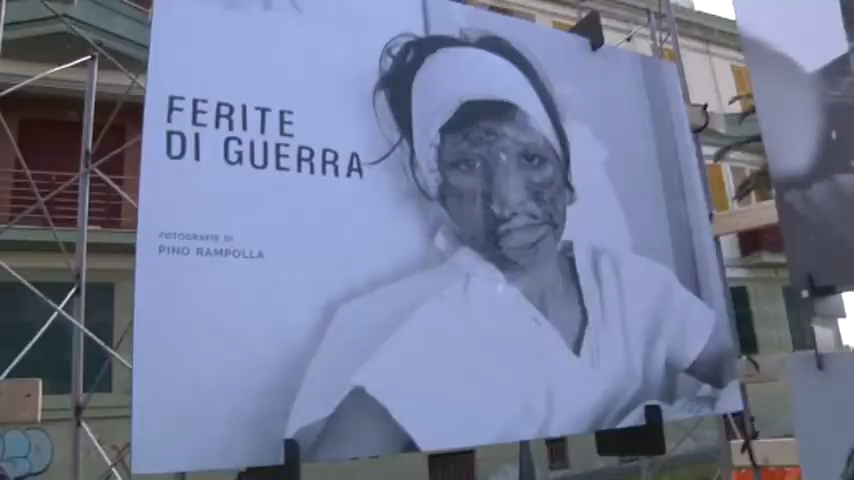 FERITE
DI GUERRA
FOTOGRAFIE DI
PINO RAMPOLLA